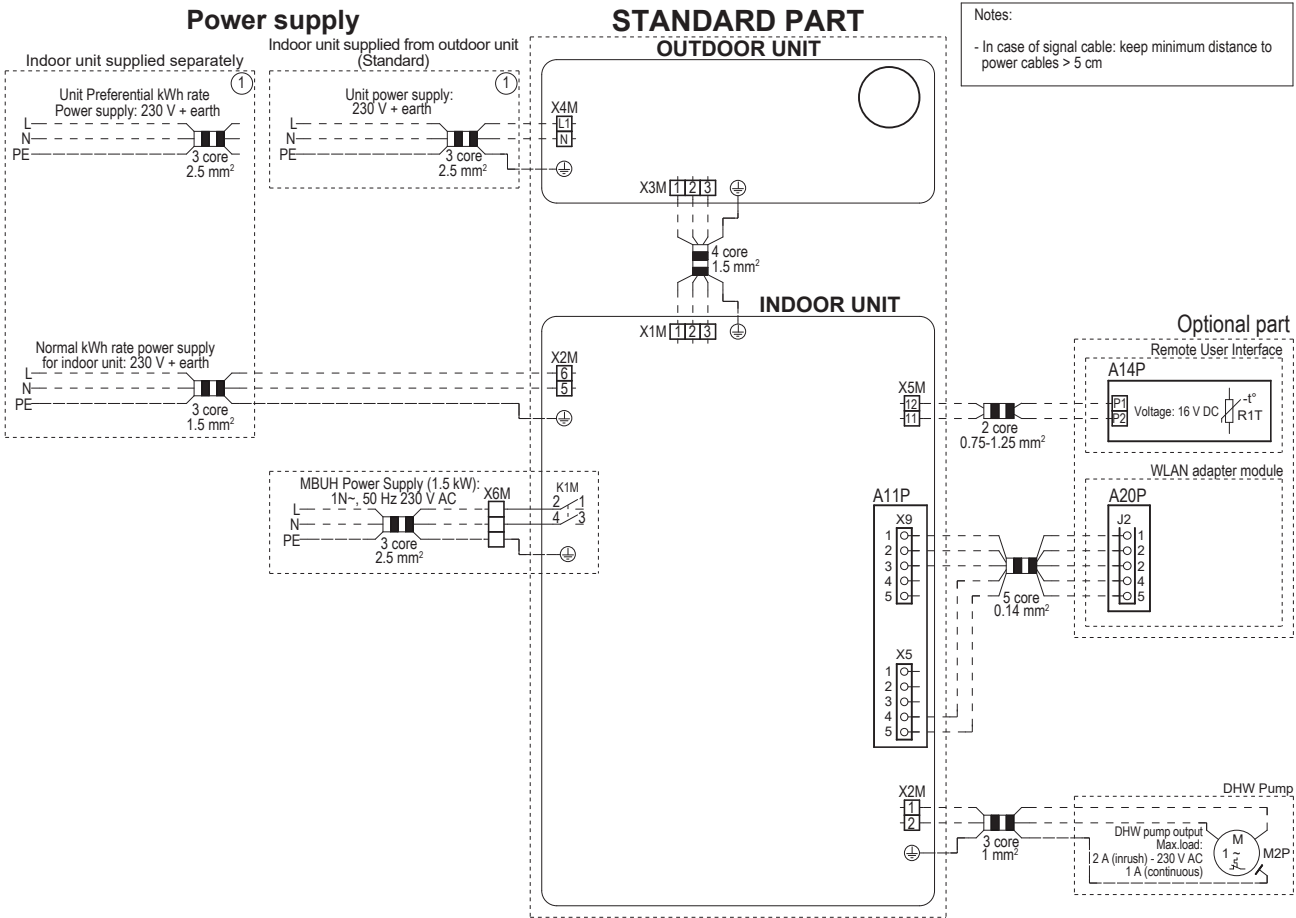 Power supply
STANDARD PART
OUTDOOR UNIT
Notes:
- In case of signal cable: keep minimum distance to
power cables > 5 cm
Indoor unit supplied separately
1
Unit Preferential kWh rate
Power supply: 230 V + earth
L
N
PE
3 core
2.5 mm²
Indoor unit supplied from outdoor unit
(Standard)
1
Unit power supply:
230 V + earth
L
N
PE
3 core
2.5 mm²
X4M
L1
N
X3M 1 2 3
4 core
1.5 mm²
INDOOR UNIT
X1M 1 2 3
Normal kWh rate power supply
for indoor unit: 230 V + earth
L
N
PE
3 core
1.5 mm²
X2M
6
5
MBUH Power Supply (1.5 kW):
1N~, 50 Hz 230 V AC
L
N
PE
3 core
2.5 mm²
X6M
K1M
2 1
4 3
X5M
12
11
2 core
0.75-1.25 mm²
Optional part
Remote User Interface
A14P
P1
P2
Voltage: 16 V DC
-t°
R1T
WLAN adapter module
A11P
X9
1
2
3
4
5
5 core
0.14 mm²
A20P
J2
1
2
2
4
5
X5
1
2
3
4
5
X2M
1
2
3 core
1 mm²
DHW Pump
DHW pump output
Max.load:
2 A (inrush) - 230 V AC
1 A (continuous)
M
1 ~
M2P